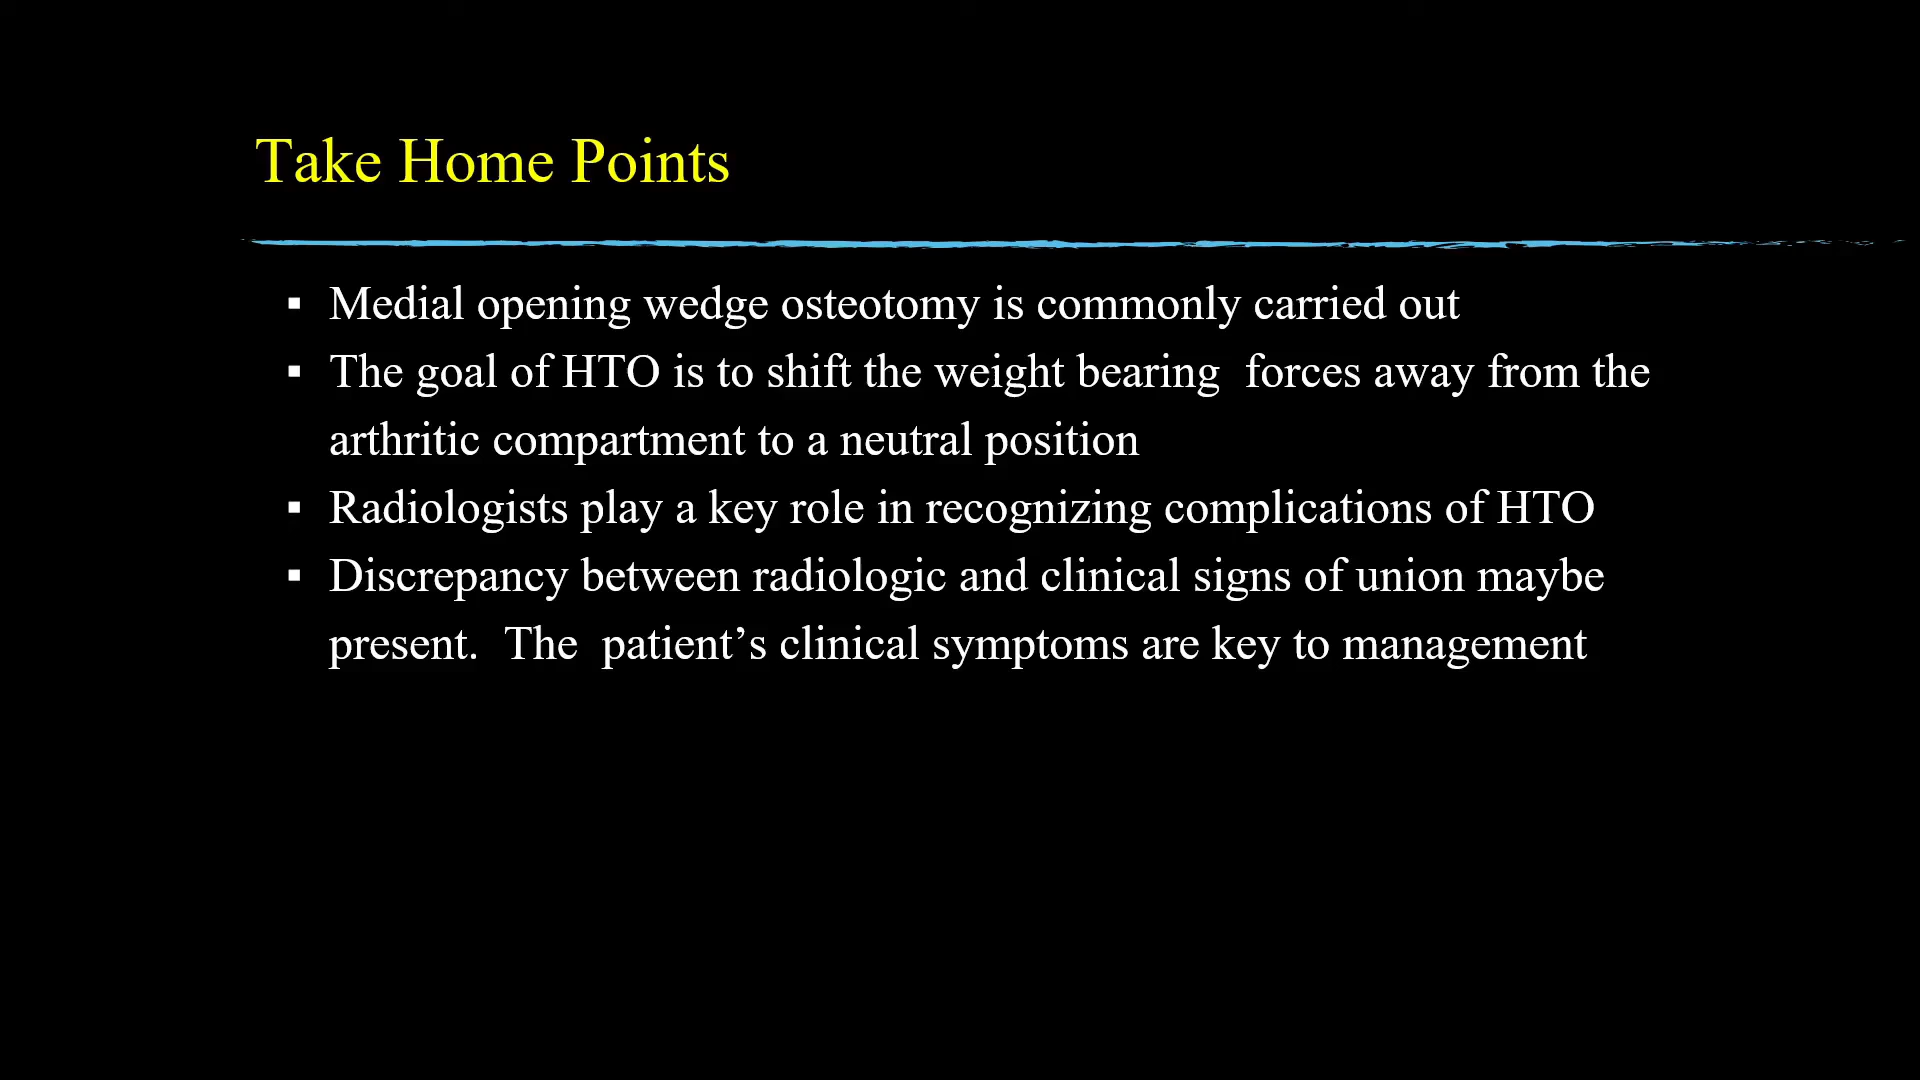 Take Home Points
▪ Medial opening wedge osteotomy is commonly carried out
▪ The goal of HTO is to shift the weight bearing  forces away from the
arthritic compartment to a neutral position
▪ Radiologists play a key role in recognizing complications of HTO
▪ Discrepancy between radiologic and clinical signs of union maybe
present.  The  patient’s clinical symptoms are key to management